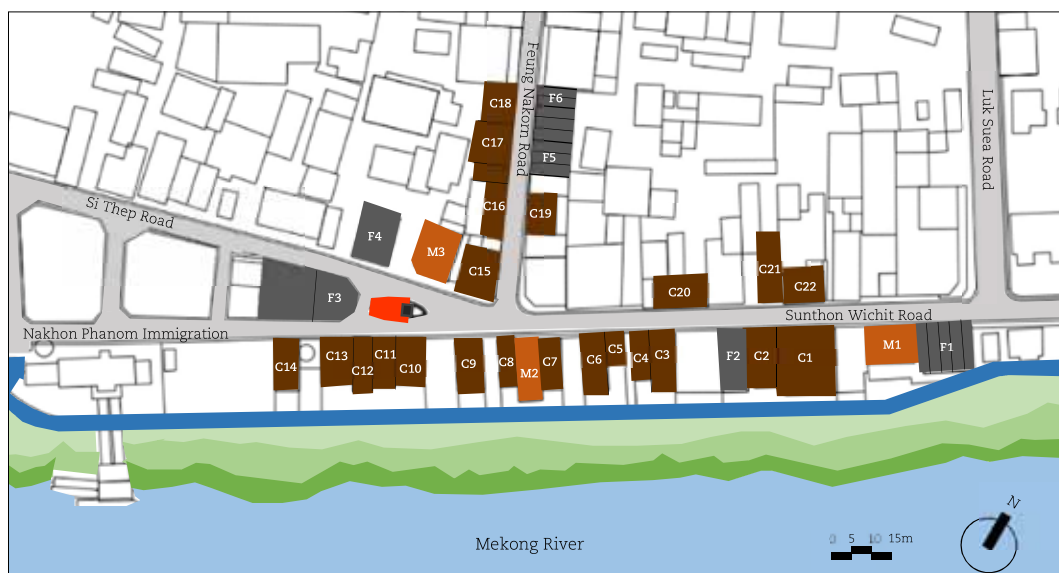 Feung Nakorn Road
Luk Suea Road
C18
F6
C17
F5
Si Thep Road
C16
C19
F4
M3
C15
C21
C22
C20
F3
Sunthon Wichit Road
Nakhon Phanom Immigration
C14
C13
C12
C11
C10
C9
C8
M2
C7
C6
C5
C4
C3
F2
C2
C1
M1
F1
N
0 5 10 15m
Mekong River